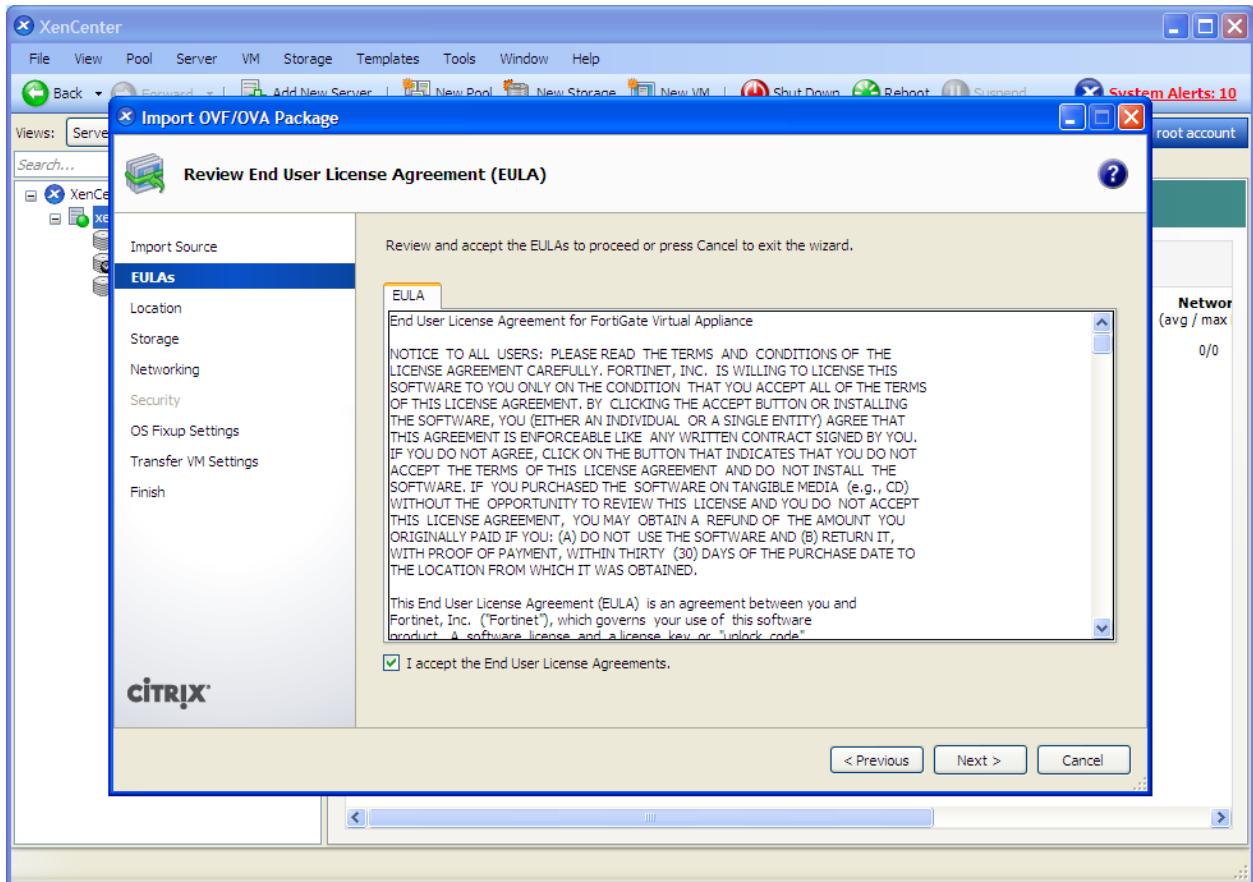 XenCenter
File View Pool Server VM Storage Templates Tools Window Help
Back Forward Add New Server New Pool New Storage New VM Shut Down Reboot Suspend System Alerts: 10
Import OVF/OVA Package
Views: Serve
root account
Search...
Review End User License Agreement (EULA)
?
XenCe
xe
Import Source
EULAs
Location
Storage
Networking
Security
OS Fixup Settings
Transfer VM Settings
Finish
CITRIX
Review and accept the EULAs to proceed or press Cancel to exit the wizard.
EULA
End User License Agreement for FortiGate Virtual Appliance
NOTICE TO ALL USERS: PLEASE READ THE TERMS AND CONDITIONS OF THE
LICENSE AGREEMENT CAREFULLY. FORTINET, INC. IS WILLING TO LICENSE THIS
SOFTWARE TO YOU ONLY ON THE CONDITION THAT YOU ACCEPT ALL OF THE TERMS
OF THIS LICENSE AGREEMENT. BY CLICKING THE ACCEPT BUTTON OR INSTALLING
THE SOFTWARE, YOU (EITHER AN INDIVIDUAL OR A SINGLE ENTITY) AGREE THAT
THIS AGREEMENT IS ENFORCEABLE LIKE ANY WRITTEN CONTRACT SIGNED BY YOU.
IF YOU DO NOT AGREE, CLICK ON THE BUTTON THAT INDICATES THAT YOU DO NOT
ACCEPT THE TERMS OF THIS LICENSE AGREEMENT AND DO NOT INSTALL THE
SOFTWARE. IF YOU PURCHASED THE SOFTWARE ON TANGIBLE MEDIA (e.g., CD)
WITHOUT THE OPPORTUNITY TO REVIEW THIS LICENSE AND YOU DO NOT ACCEPT
THIS LICENSE AGREEMENT, YOU MAY OBTAIN A REFUND OF THE AMOUNT YOU
ORIGINALLY PAID IF YOU: (A) DO NOT USE THE SOFTWARE AND (B) RETURN IT,
WITH PROOF OF PAYMENT, WITHIN THIRTY (30) DAYS OF THE PURCHASE DATE TO
THE LOCATION FROM WHICH IT WAS OBTAINED.
This End User License Agreement (EULA) is an agreement between you and
Fortinet, Inc. ("Fortinet"), which governs your use of this software
product. A software license and a license key or "unlock code"
I accept the End User License Agreements.
< Previous Next > Cancel
Networ
(avg / max
0/0